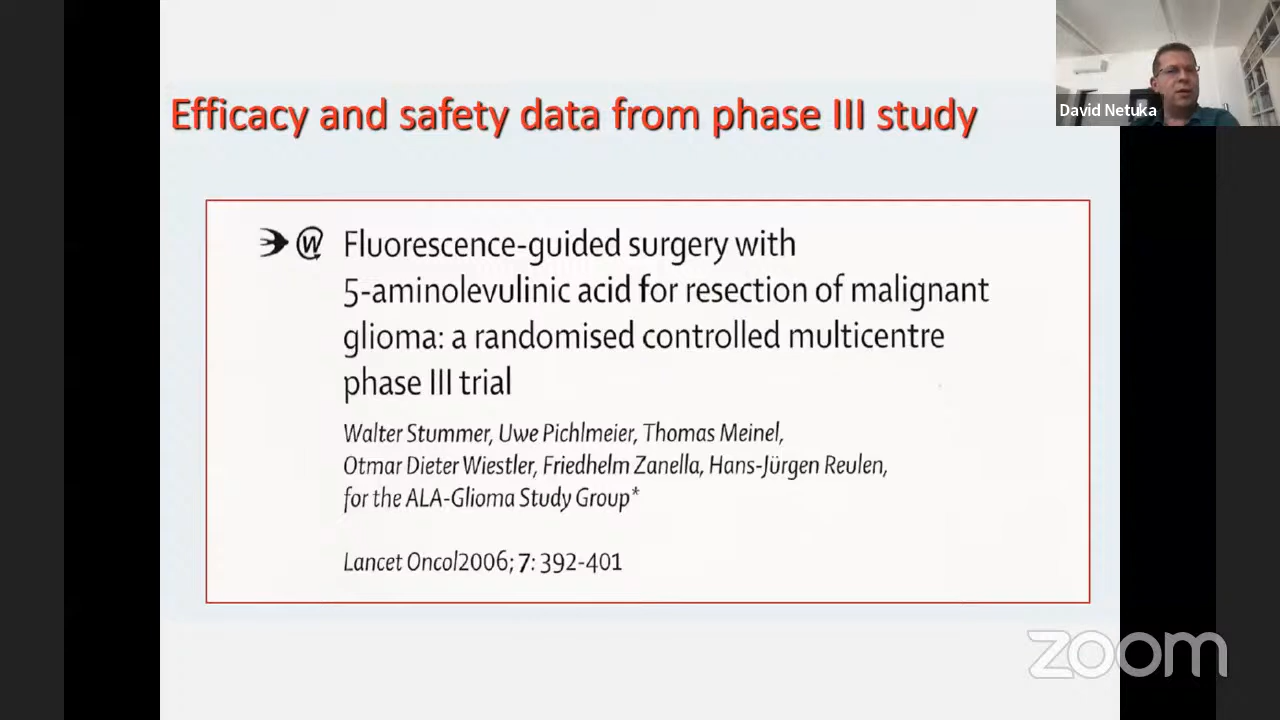 Efficacy and safety data from phase III study
David Netuka
W Fluorescence-guided surgery with
5-aminolevulinic acid for resection of malignant
glioma: a randomised controlled multicentre
phase III trial
Walter Stummer, Uwe Pichlmeier, Thomas Meinel,
Otmar Dieter Wiestler, Friedhelm Zanella, Hans-Jürgen Reulen,
for the ALA-Glioma Study Group*
Lancet Oncol2006; 7: 392-401
zoom